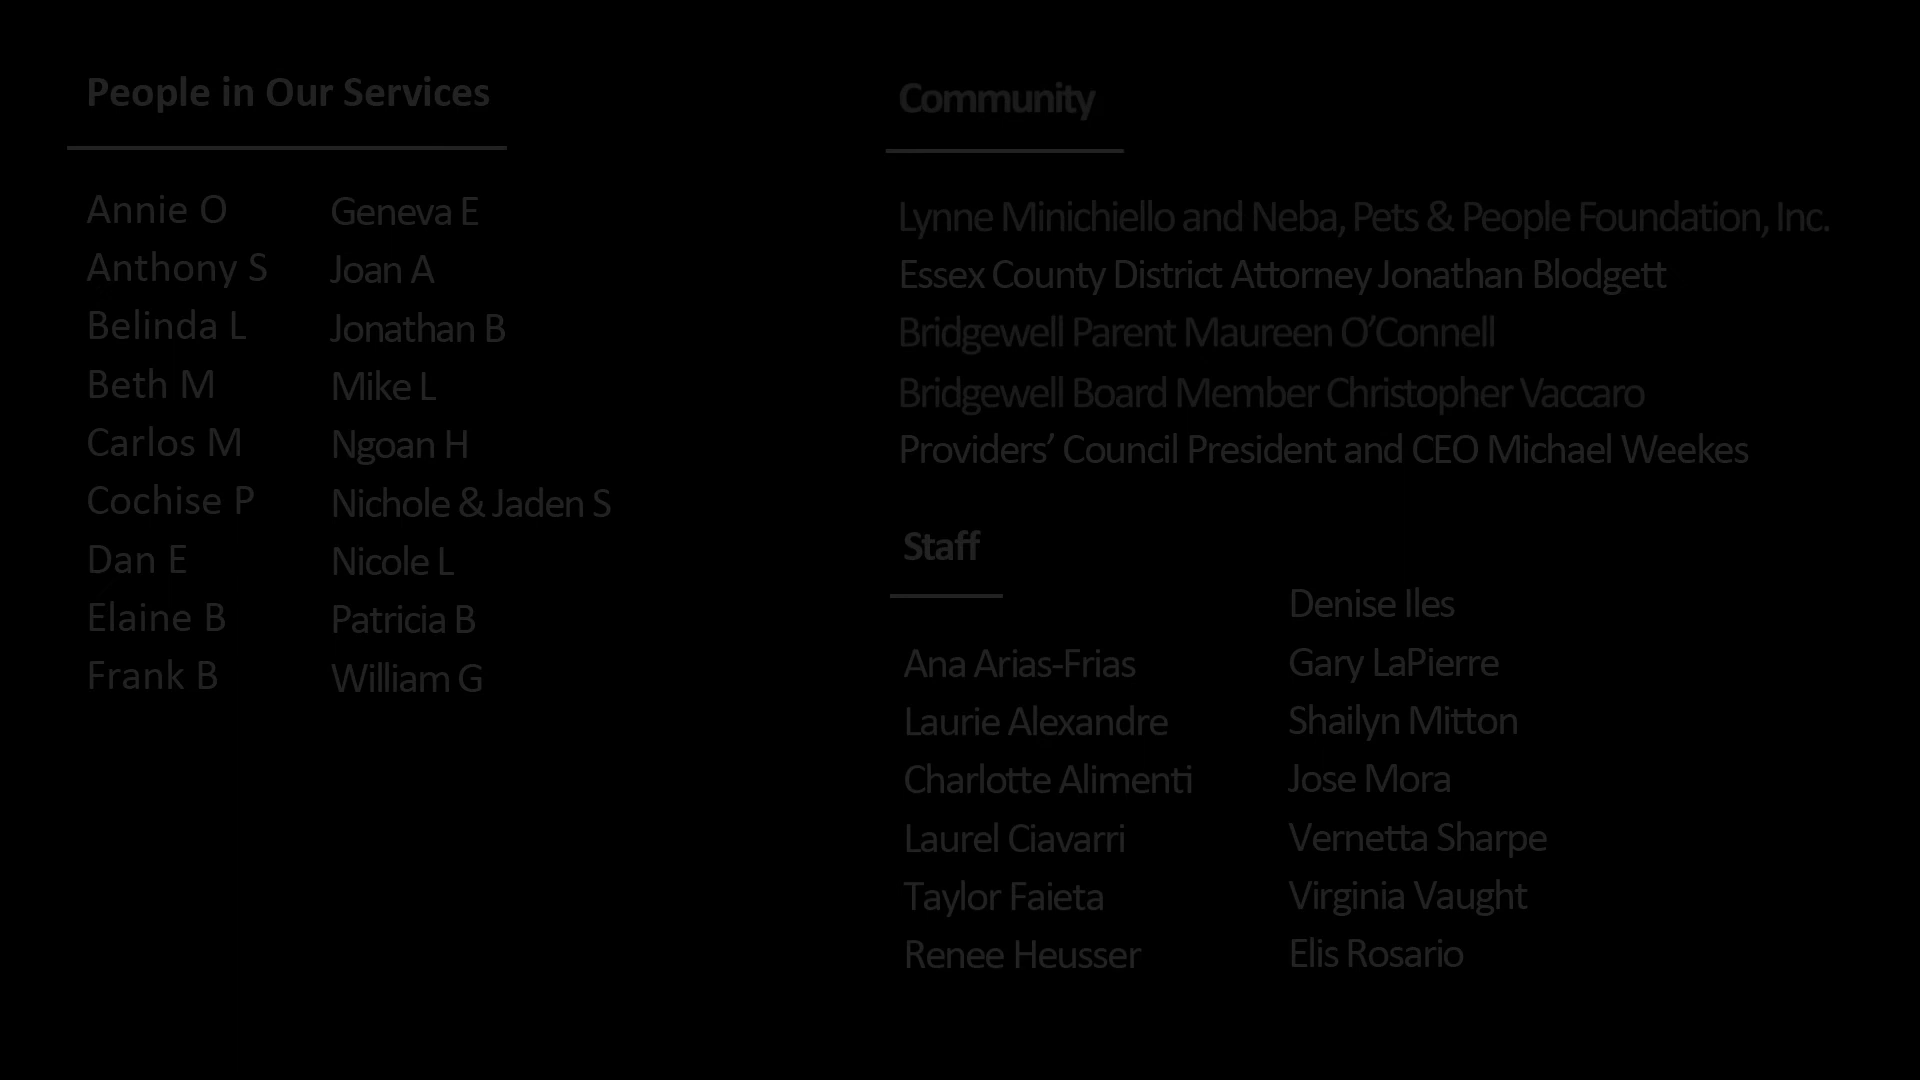 People in Our Services
Annie O
Anthony S
Belinda L
Beth M
Carlos M
Cochise P
Dan E
Elaine B
Frank B
Geneva E
Joan A
Jonathan B
Mike L
Ngoan H
Nichole & Jaden S
Nicole L
Patricia B
William G
Community
Lynne Minichiello and Neba, Pets & People Foundation, Inc.
Essex County District Attorney Jonathan Blodgett
Bridgewell Parent Maureen O’Connell
Bridgewell Board Member Christopher Vaccaro
Providers’ Council President and CEO Michael Weekes
Staff
Ana Arias-Frias
Laurie Alexandre
Charlotte Alimenti
Laurel Ciavarri
Taylor Faieta
Renee Heusser
Denise Iles
Gary LaPierre
Shailyn Mitton
Jose Mora
Vernetta Sharpe
Virginia Vaught
Elis Rosario